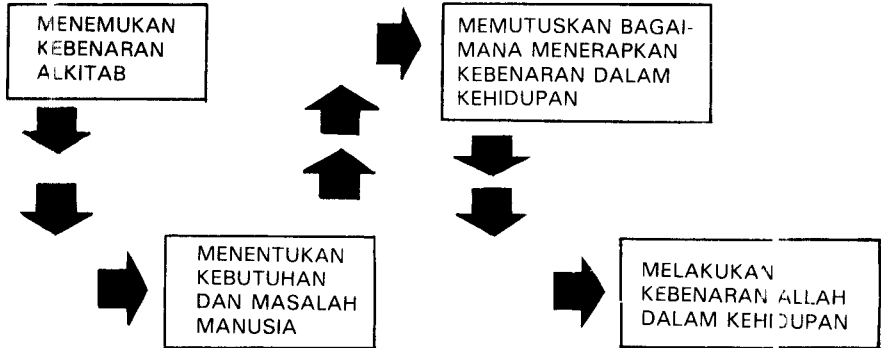 MENEMUKAN
KEBENARAN
ALKITAB
MENENTUKAN
KEBUTUHAN
DAN MASALAH
MANUSIA
MEMUTUSKAN BAGAI-
MANA MENERAPKAN
KEBENARAN DALAM
KEHIDUPAN
MELAKUKAN
KEBENARAN ALLAH
DALAM KEHIDUPAN